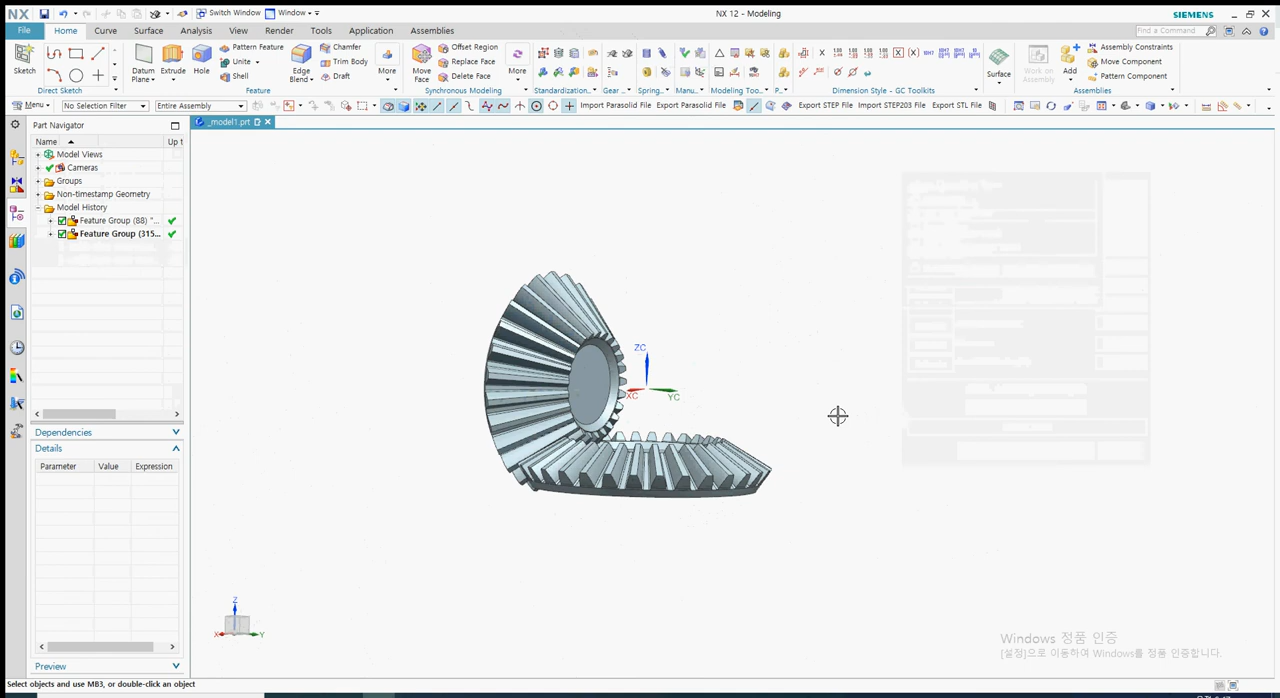 NX Switch Window Window NX 12 - Modeling SIEMENS
File Home Curve Surface Analysis View Render Tools Application Assemblies Find a Command
Sketch Datum Plane Extrude Hole Pattern Feature Unite Shell Edge Blend Chamfer Trim Body Draft More Move Face Offset Region Replace Face Delete Face More Surface Work on Assembly Add Assembly Constraints Move Component Pattern Component
Direct Sketch Feature Synchronous Modeling Standardization... Gear ... Spring... Manu... Modeling Too... P... Dimension Style - GC Toolkits Assemblies
Menu No Selection Filter Entire Assembly Import Parasolid File Export Parasolid File Export STEP File Import STEP203 File Export STL File
Part Navigator _model1.prt
Name Up t
Model Views
Cameras
Groups
Non-timestamp Geometry
Model History
Feature Group (88) "...
Feature Group (315...
ZC
XC YC
Dependencies
Details
Parameter Value Expression
Z
X Y
Windows 정품 인증
[설정]으로 이동하여 Windows를 정품 인증합니다.
Preview
Select objects and use MB3, or double-click an object